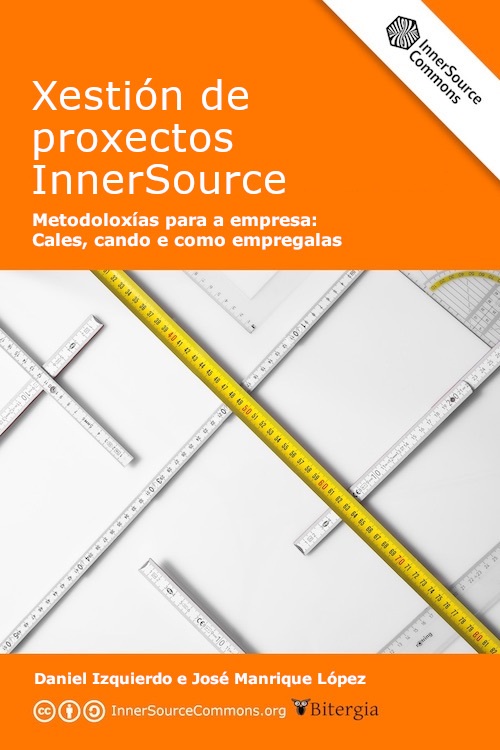 InnerSource
Commons
Xestión de
proxectos
InnerSource
Metodoloxías para a empresa:
Cales, cando e como empregalas
Daniel Izquierdo e José Manrique López
InnerSourceCommons.org
Bitergia